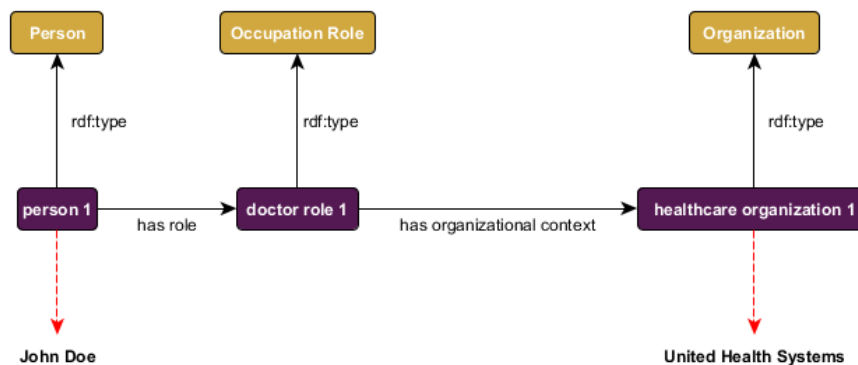 Person
Occupation Role
Organization
rdf:type
rdf:type
rdf:type
person 1
has role
doctor role 1
has organizational context
healthcare organization 1
John Doe
United Health Systems